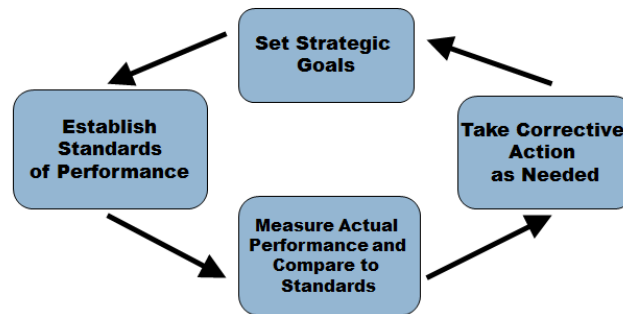 Set Strategic
Goals
Establish
Standards
of Performance
Take Corrective
Action
as Needed
Measure Actual
Performance and
Compare to
Standards